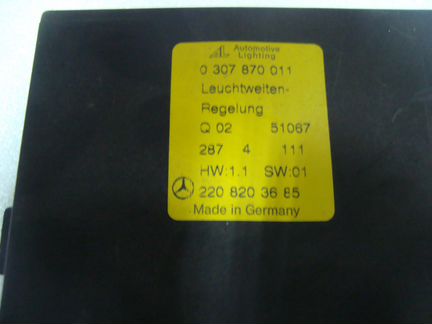 AL Automotive
Lighting
0 307 870 011
Leuchtweiten-
Regelung
Q 02 51067
287 4 111
HW:1.1 SW:01
220 820 36 85
Made in Germany